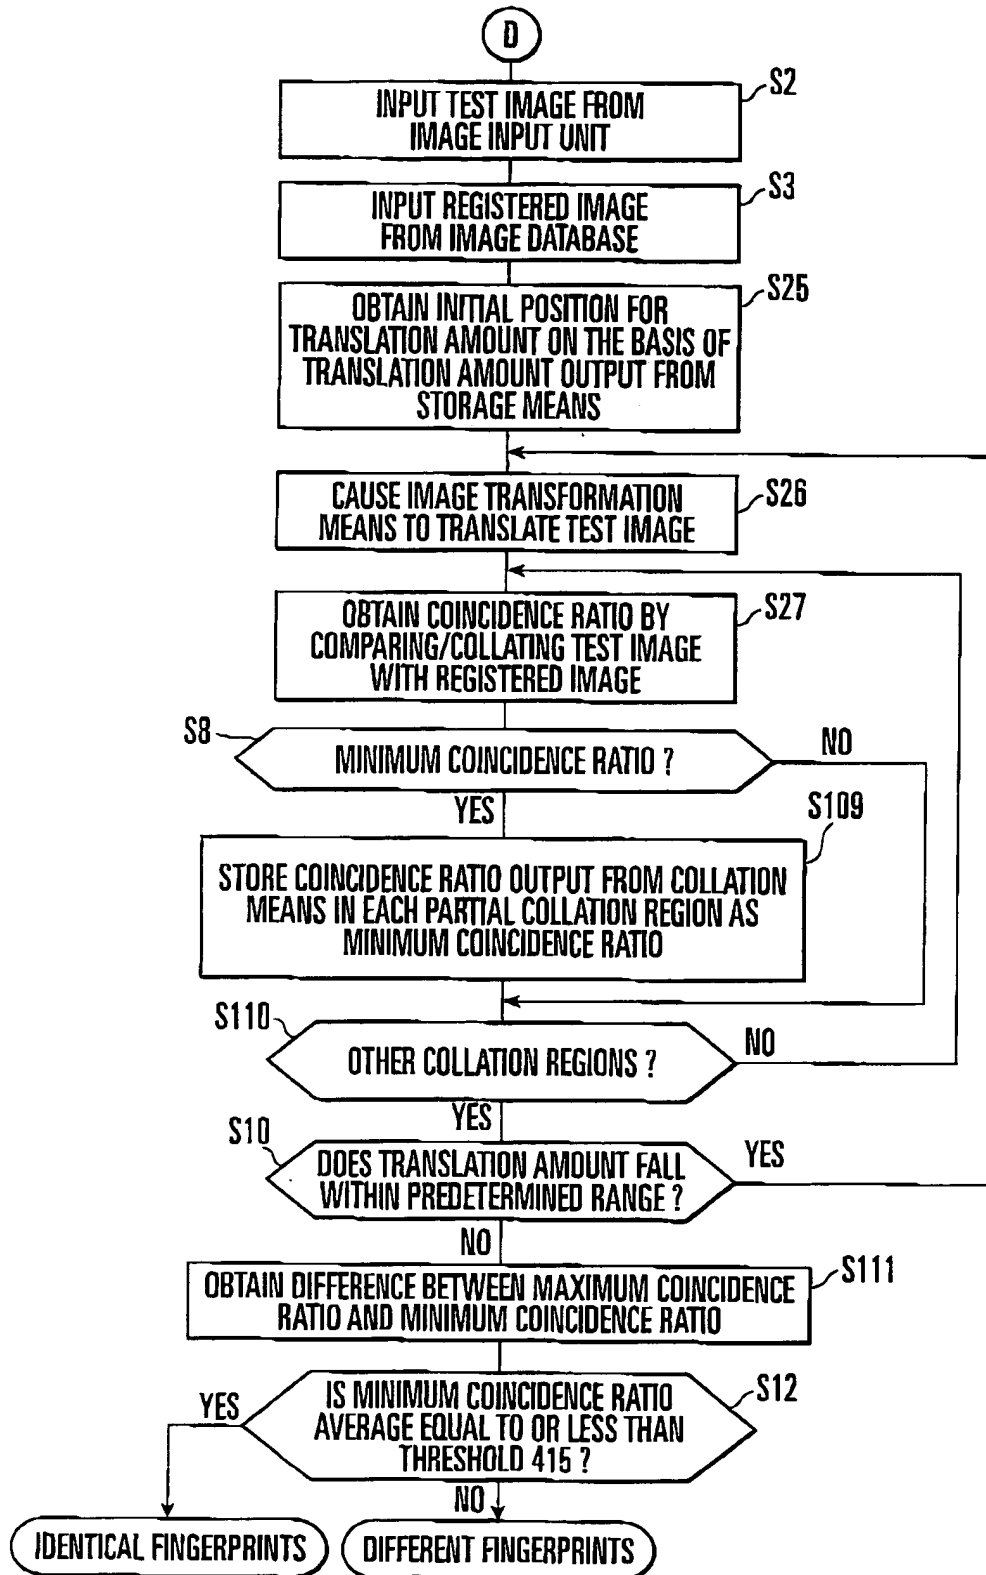 D
S2
INPUT TEST IMAGE FROM
IMAGE INPUT UNIT
S3
INPUT REGISTERED IMAGE
FROM IMAGE DATABASE
S25
OBTAIN INITIAL POSITION FOR
TRANSLATION AMOUNT ON THE BASIS OF
TRANSLATION AMOUNT OUTPUT FROM
STORAGE MEANS
S26
CAUSE IMAGE TRANSFORMATION
MEANS TO TRANSLATE TEST IMAGE
S27
OBTAIN COINCIDENCE RATIO BY
COMPARING/COLLATING TEST IMAGE
WITH REGISTERED IMAGE
S8
MINIMUM COINCIDENCE RATIO ?
NO
YES
S109
STORE COINCIDENCE RATIO OUTPUT FROM COLLATION
MEANS IN EACH PARTIAL COLLATION REGION AS
MINIMUM COINCIDENCE RATIO
S110
OTHER COLLATION REGIONS ?
NO
YES
S10
DOES TRANSLATION AMOUNT FALL
WITHIN PREDETERMINED RANGE ?
YES
NO
S111
OBTAIN DIFFERENCE BETWEEN MAXIMUM COINCIDENCE
RATIO AND MINIMUM COINCIDENCE RATIO
S12
IS MINIMUM COINCIDENCE RATIO
AVERAGE EQUAL TO OR LESS THAN
THRESHOLD 415 ?
YES
NO
IDENTICAL FINGERPRINTS
DIFFERENT FINGERPRINTS